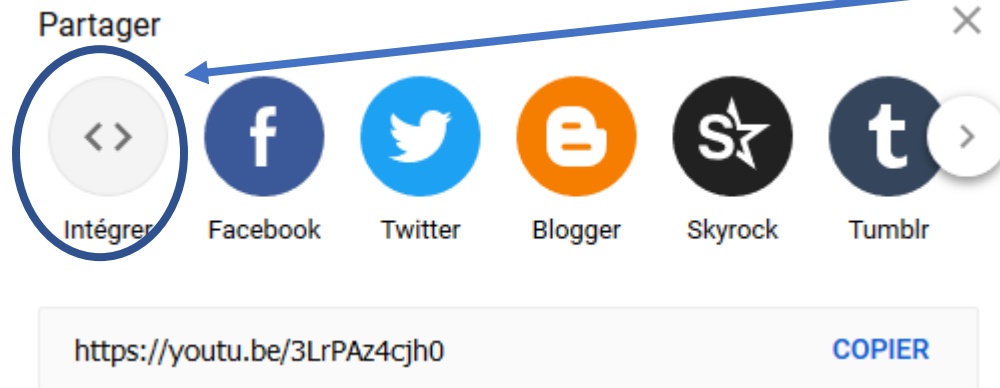 Partager
Intégrer Facebook Twitter Blogger Skyrock Tumblr
https://youtu.be/3LrPAz4cjh0 COPIER